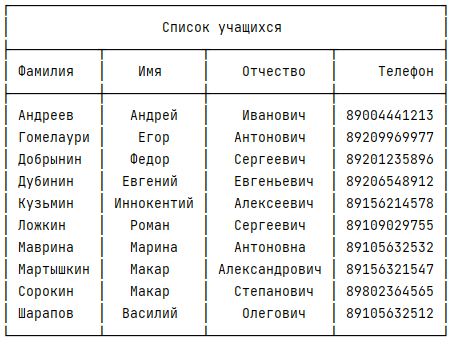 Список учащихся
Фамилия Имя Отчество Телефон
Андреев Андрей Иванович 89004441213
Гомелаури Егор Антонович 89209969977
Добрынин Федор Сергеевич 89201235896
Дубинин Евгений Евгеньевич 89206548912
Кузьмин Иннокентий Алексеевич 89156214578
Ложкин Роман Сергеевич 89109029755
Маврина Марина Антоновна 89105632532
Мартышкин Макар Александрович 89156321547
Сорокин Макар Степанович 89802364565
Шарапов Василий Олегович 89105632512